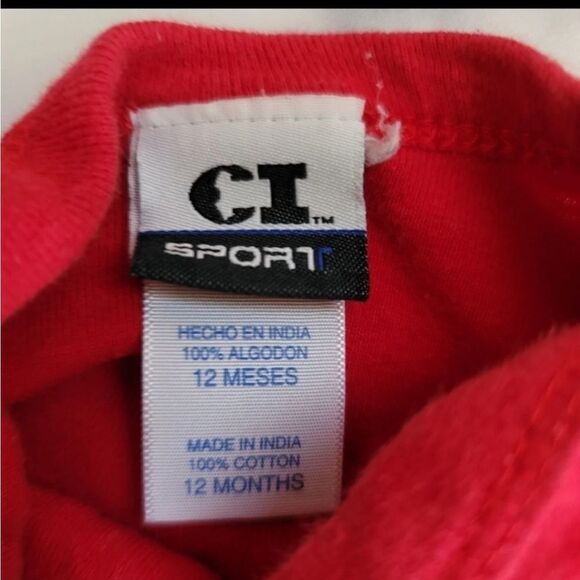 CI™
SPORT
HECHO EN INDIA
100% ALGODON
12 MESES
MADE IN INDIA
100% COTTON
12 MONTHS